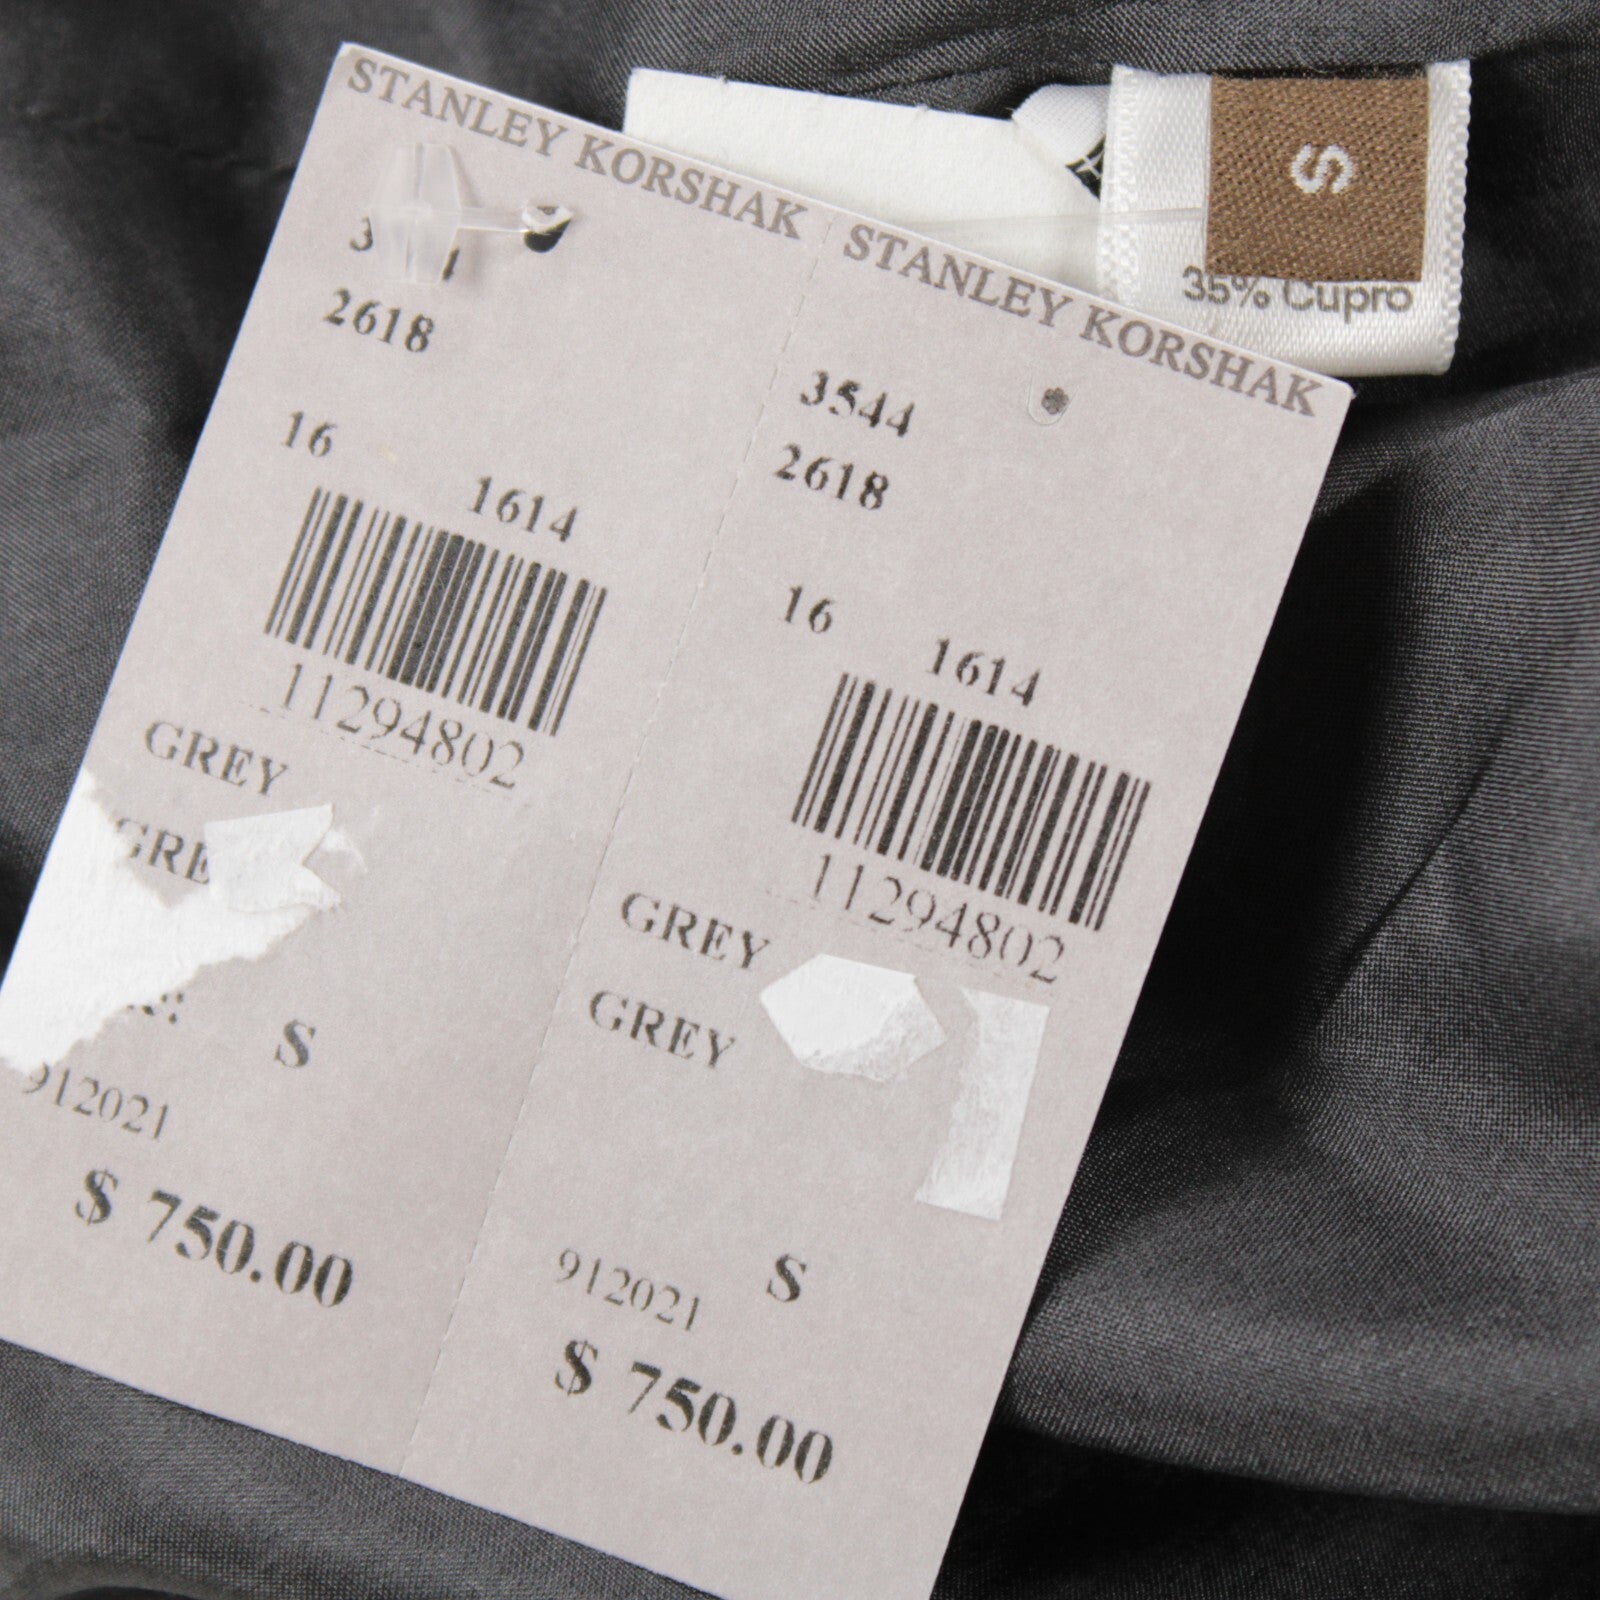 STANLEY KORSHAK
2618
16
1614
11294802
GREY
GRE
S
912021
$ 750.00
STANLEY KORSHAK
3544
2618
16
1614
11294802
GREY
GREY
S
912021
$ 750.00
S
35% Cupro